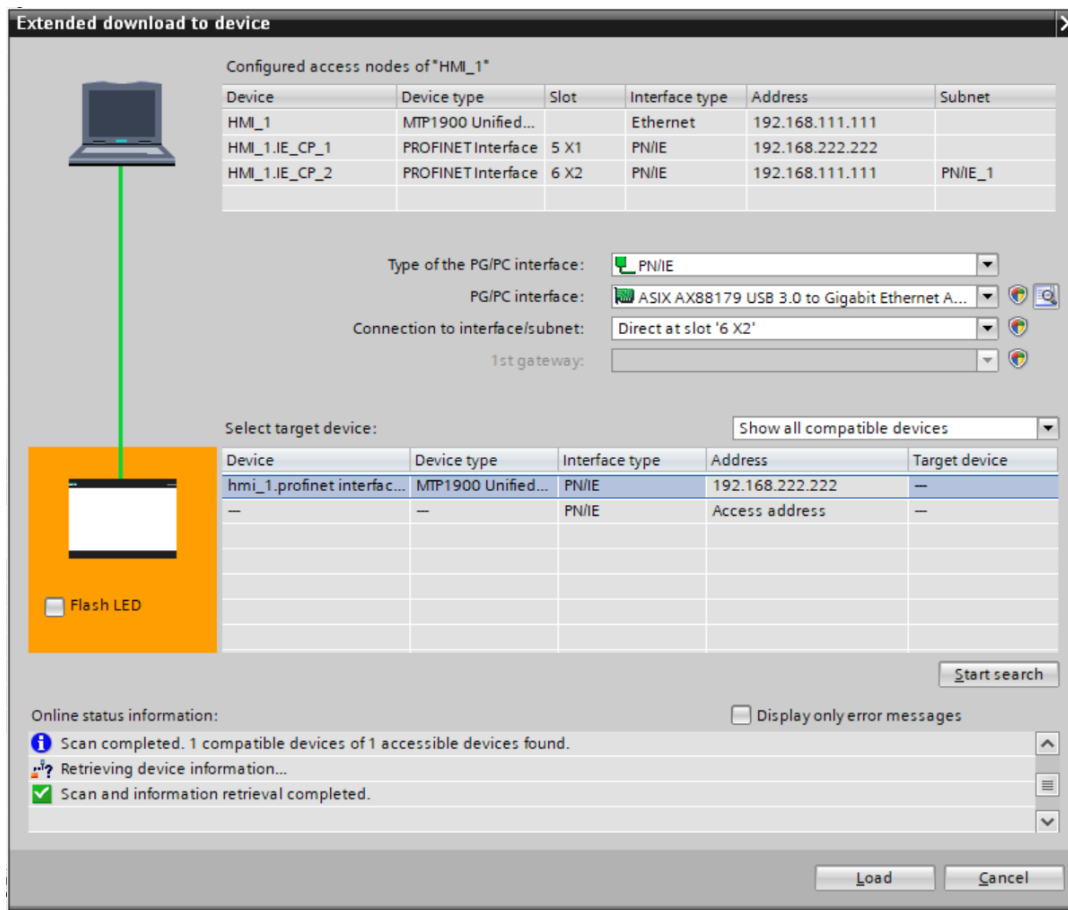 Extended download to device
Configured access nodes of "HMI_1"
Device Device type Slot Interface type Address Subnet
HMI_1 MTP1900 Unified... Ethernet 192.168.111.111
HMI_1.IE_CP_1 PROFINET Interface 5 X1 PN/IE 192.168.222.222
HMI_1.IE_CP_2 PROFINET Interface 6 X2 PN/IE 192.168.111.111 PN/IE_1
Type of the PG/PC interface: PN/IE
PG/PC interface: ASIX AX88179 USB 3.0 to Gigabit Ethernet A...
Connection to interface/subnet: Direct at slot '6 X2'
1st gateway:
Select target device: Show all compatible devices
Device Device type Interface type Address Target device
hmi_1.profinet interfac... MTP1900 Unified... PN/IE 192.168.222.222 —
— — PN/IE Access address —
Flash LED
Start search
Online status information: Display only error messages
Scan completed. 1 compatible devices of 1 accessible devices found.
Retrieving device information...
Scan and information retrieval completed.
Load Cancel